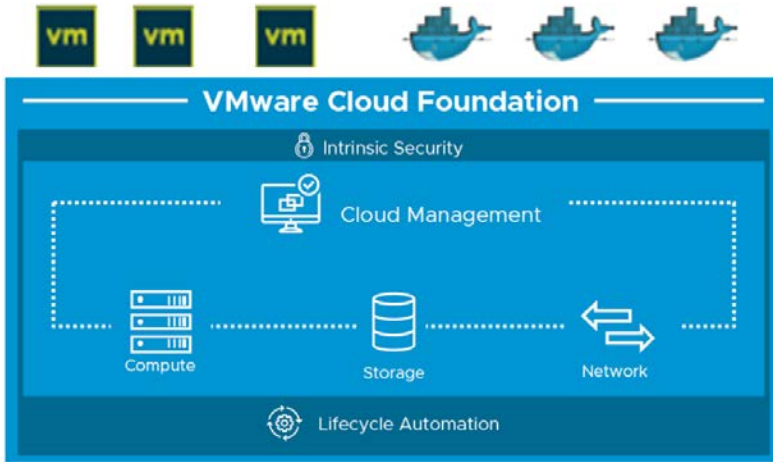 vm vm vm
VMware Cloud Foundation
Intrinsic Security
Cloud Management
Compute Storage Network
Lifecycle Automation